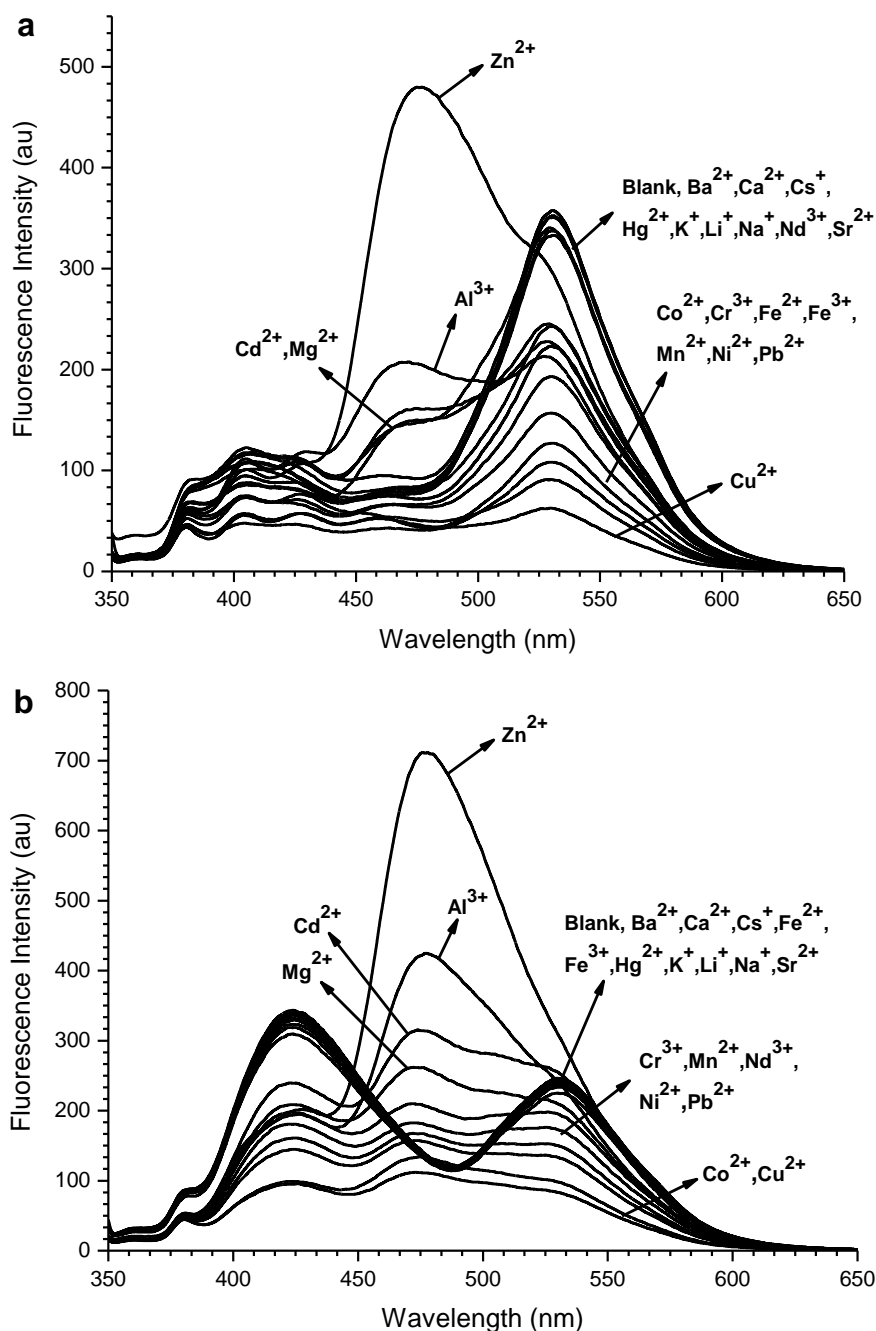 a
Fluorescence Intensity (au)
500
400
300
200
100
0
Zn²⁺
Blank, Ba²⁺,Ca²⁺,Cs⁺,
Hg²⁺,K⁺,Li⁺,Na⁺,Nd³⁺,Sr²⁺
Al³⁺
Cd²⁺,Mg²⁺
Co²⁺,Cr³⁺,Fe²⁺,Fe³⁺,
Mn²⁺,Ni²⁺,Pb²⁺
Cu²⁺
350 400 450 500 550 600 650
Wavelength (nm)
b
Fluorescence Intensity (au)
800
700
600
500
400
300
200
100
0
Zn²⁺
Al³⁺
Cd²⁺
Mg²⁺
Blank, Ba²⁺,Ca²⁺,Cs⁺,Fe²⁺,
Fe³⁺,Hg²⁺,K⁺,Li⁺,Na⁺,Sr²⁺
Cr³⁺,Mn²⁺,Nd³⁺,
Ni²⁺,Pb²⁺
Co²⁺,Cu²⁺
350 400 450 500 550 600 650
Wavelength (nm)